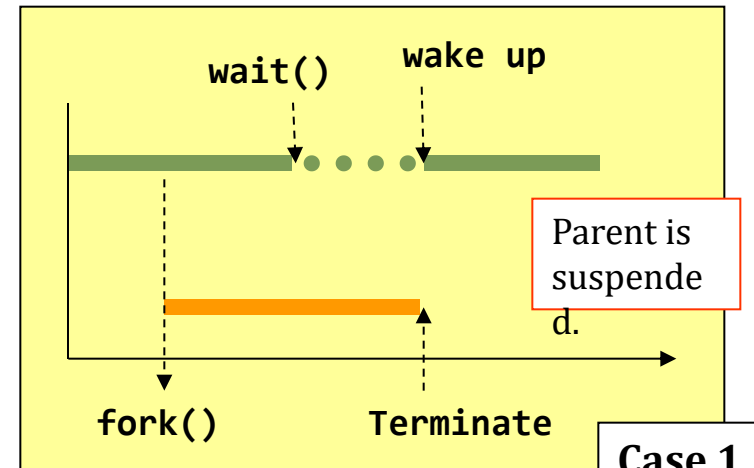 wait()
wake up
Parent is
suspende
d.
fork()
Terminate
Case 1